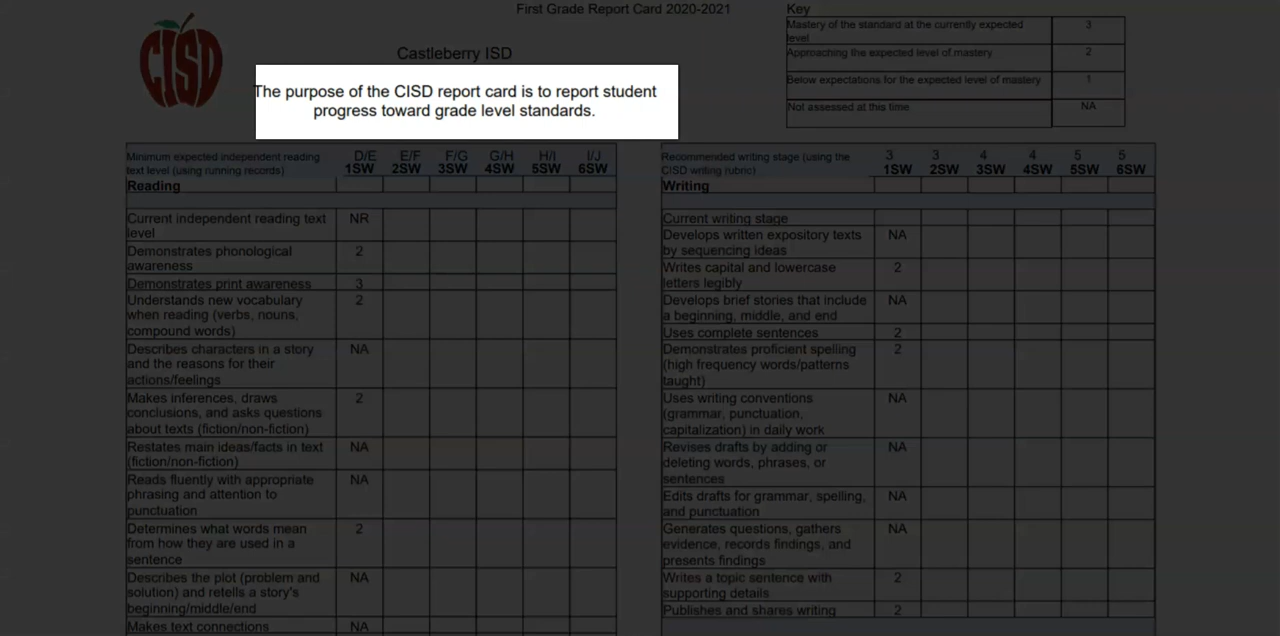 First Grade Report Card 2020-2021
CISD
Castleberry ISD
The purpose of the CISD report card is to report student
progress toward grade level standards.
Key
Mastery of the standard at the currently expected
level
3
Approaching the expected level of mastery
2
Below expectations for the expected level of mastery
1
Not assessed at this time
NA
Minimum expected independent reading
text level (using running records)
D/E E/F F/G G/H H/I I/J
1SW 2SW 3SW 4SW 5SW 6SW
Reading
Current independent reading text
level
NR
Demonstrates phonological
awareness
2
Demonstrates print awareness 3
Understands new vocabulary
when reading (verbs, nouns,
compound words)
2
Describes characters in a story
and the reasons for their
actions/feelings
NA
Makes inferences, draws
conclusions, and asks questions
about texts (fiction/non-fiction)
2
Restates main ideas/facts in text
(fiction/non-fiction)
NA
Reads fluently with appropriate
phrasing and attention to
punctuation
NA
Determines what words mean
from how they are used in a
sentence
2
Describes the plot (problem and
solution) and retells a story's
beginning/middle/end
NA
Makes text connections NA
Recommended writing stage (using the
CISD writing rubric)
3 3 4 4 5 5
1SW 2SW 3SW 4SW 5SW 6SW
Writing
Current writing stage
Develops written expository texts
by sequencing ideas
NA
Writes capital and lowercase
letters legibly
2
Develops brief stories that include
a beginning, middle, and end
NA
Uses complete sentences 2
Demonstrates proficient spelling
(high frequency words/patterns
taught)
2
Uses writing conventions
(grammar, punctuation,
capitalization) in daily work
NA
Revises drafts by adding or
deleting words, phrases, or
sentences
NA
Edits drafts for grammar, spelling,
and punctuation
NA
Generates questions, gathers
evidence, records findings, and
presents findings
NA
Writes a topic sentence with
supporting details
2
Publishes and shares writing 2